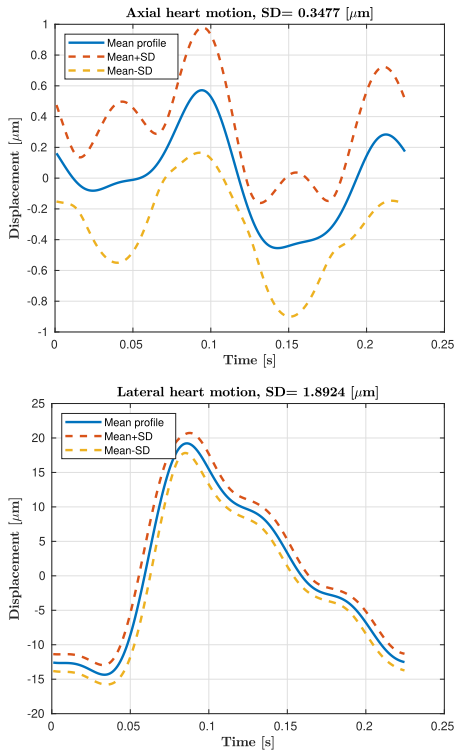 Axial heart motion, SD= 0.3477 [μm]
1
0.8
0.6
0.4
0.2
0
-0.2
-0.4
-0.6
-0.8
-1
Displacement [μm]
Mean profile
Mean+SD
Mean-SD
0
0.05
0.1
0.15
0.2
0.25
Time [s]
Lateral heart motion, SD= 1.8924 [μm]
25
20
15
10
5
0
-5
-10
-15
-20
Displacement [μm]
Mean profile
Mean+SD
Mean-SD
0
0.05
0.1
0.15
0.2
0.25
Time [s]